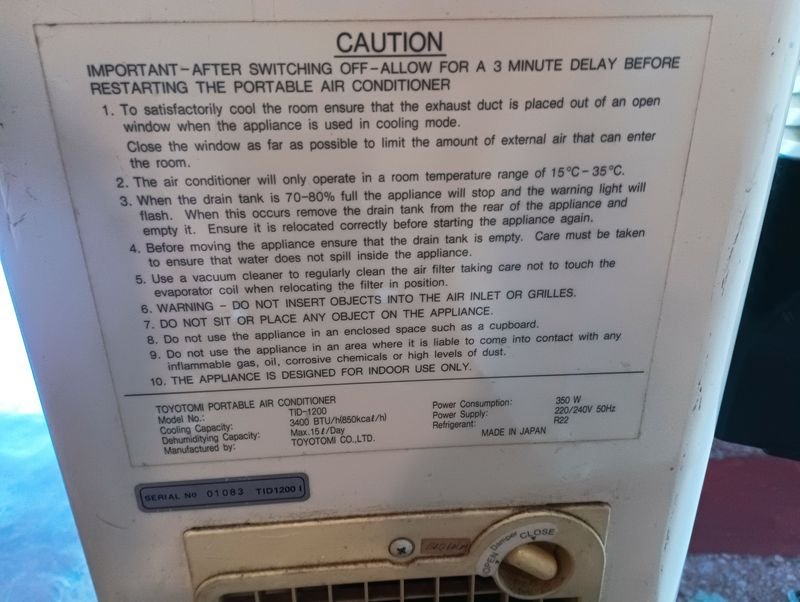 CAUTION
IMPORTANT-AFTER SWITCHING OFF-ALLOW FOR A 3 MINUTE DELAY BEFORE
RESTARTING THE PORTABLE AIR CONDITIONER
1. To satisfactorily cool the room ensure that the exhaust duct is placed out of an open
window when the appliance is used in cooling mode.
Close the window as far as possible to limit the amount of external air that can enter
the room.
2. The air conditioner will only operate in a room temperature range of 15°C-35°C.
3. When the drain tank is 70-80% full the appliance will stop and the warning light will
flash. When this occurs remove the drain tank from the rear of the appliance and
empty it. Ensure it is relocated correctly before starting the appliance again.
4. Before moving the appliance ensure that the drain tank is empty. Care must be taken
to ensure that water does not spill inside the appliance.
5. Use a vacuum cleaner to regularly clean the air filter taking care not to touch the
evaporator coil when relocating the filter in position.
6. WARNING - DO NOT INSERT OBJECTS INTO THE AIR INLET OR GRILLES.
7. DO NOT SIT OR PLACE ANY OBJECT ON THE APPLIANCE.
8. Do not use the appliance in an enclosed space such as a cupboard.
9. Do not use the appliance in an area where it is liable to come into contact with any
inflammable gas, oil, corrosive chemicals or high levels of dust.
10. THE APPLIANCE IS DESIGNED FOR INDOOR USE ONLY.
TOYOTOMI PORTABLE AIR CONDITIONER
Model No.: TID-1200
Cooling Capacity: 3400 BTU/h(850kcaℓ/h)
Dehumiditying Capacity: Max.15ℓ/Day
Manufactured by: TOYOTOMI CO.,LTD.
Power Consumption: 350 W
Power Supply: 220/240V 50Hz
Refrigerant: R22
MADE IN JAPAN
SERIAL No 01083 TID1200 I
OPEN Damper CLOSE